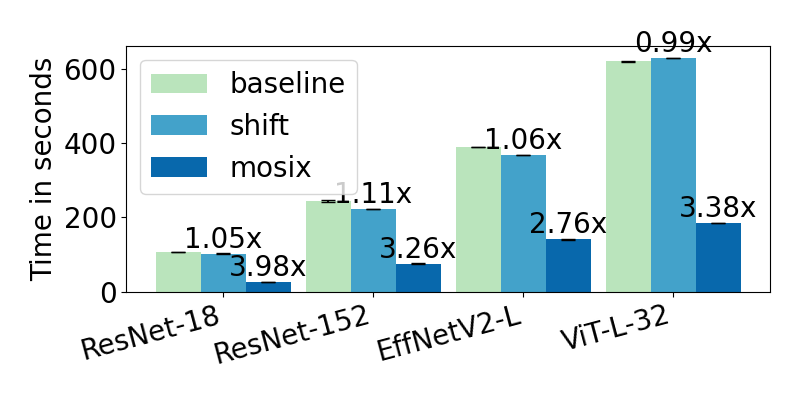 Time in seconds
600
400
200
0
baseline
shift
mosix
1.05x
3.98x
1.11x
3.26x
1.06x
2.76x
0.99x
3.38x
ResNet-18
ResNet-152
EffNetV2-L
ViT-L-32